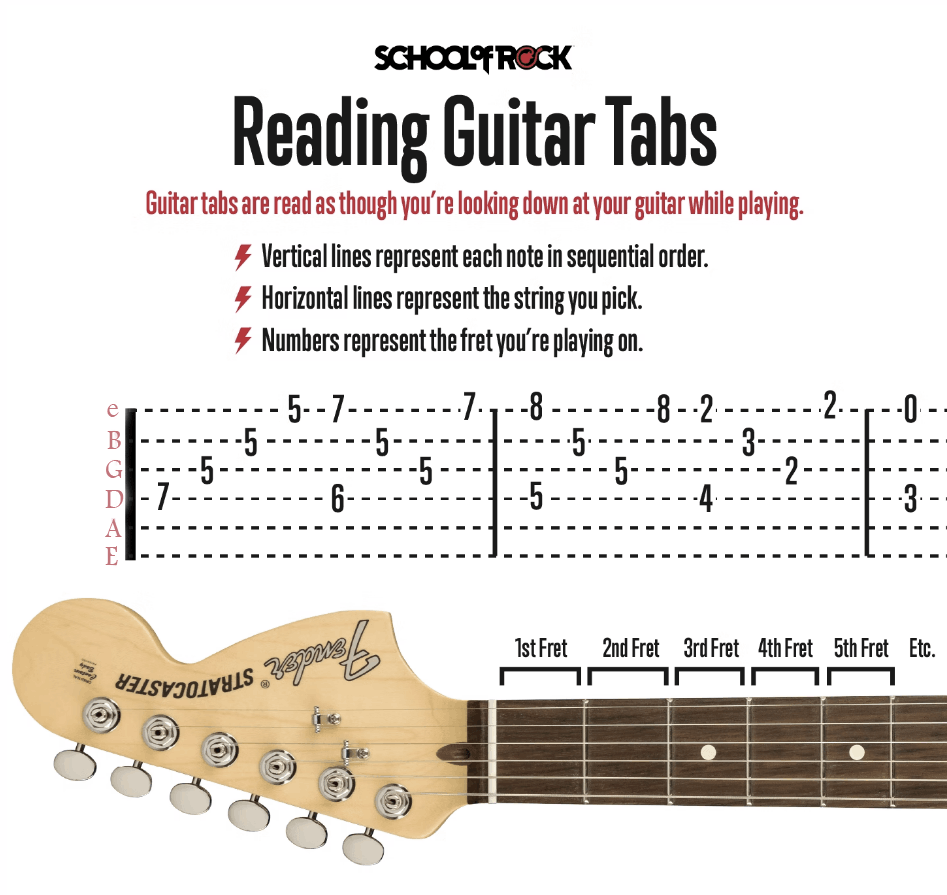 SCHOOL of ROCK
Reading Guitar Tabs
Guitar tabs are read as though you're looking down at your guitar while playing.
Vertical lines represent each note in sequential order.
Horizontal lines represent the string you pick.
Numbers represent the fret you're playing on.
e 5 7 7 8 8 2 2 0
B 5 5 5 3
G 5 5 5 2
D 7 6 5 4 3
A
E
1st Fret 2nd Fret 3rd Fret 4th Fret 5th Fret Etc.
Fender
STRATOCASTER®